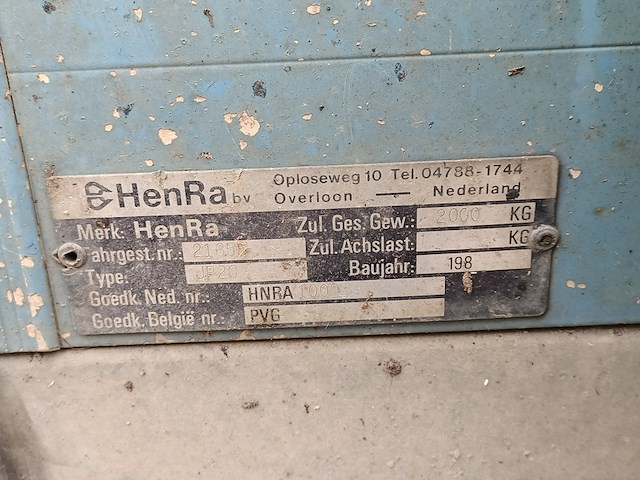 HenRa bv Oploseweg 10 Tel. 04788-1744
Overloon — Nederland
Merk: HenRa Zul. Ges. Gew.: 2000 KG
ahrgest.nr.: Zul. Achslast: KG
Type: Baujahr: 198
Goedk. Ned. nr.: HNRA
Goedk. België nr.: PVG